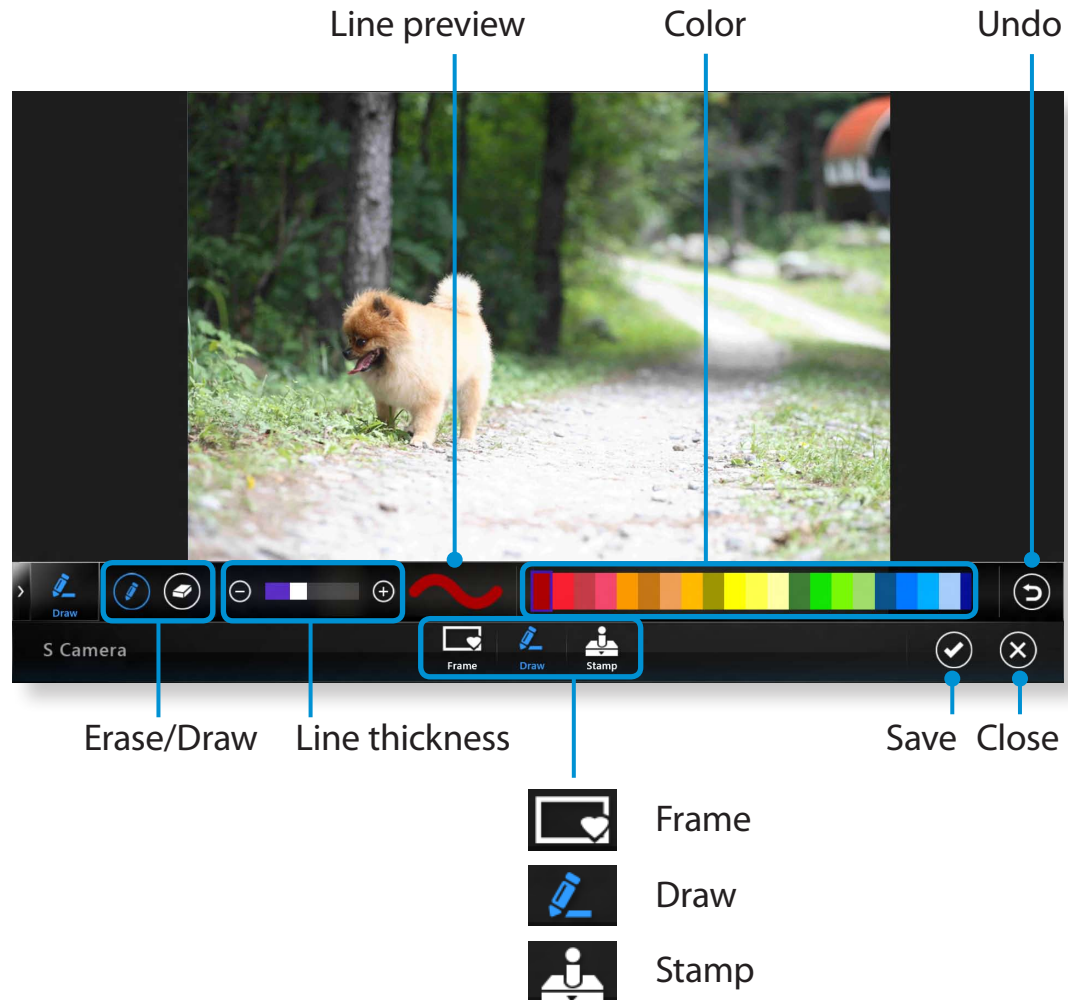 Line preview
Color
Undo
Draw
S Camera
Frame
Draw
Stamp
Erase/Draw
Line thickness
Save
Close
Frame
Draw
Stamp